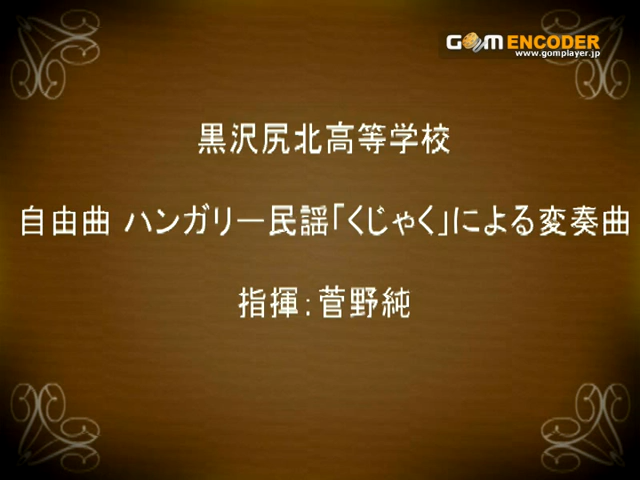 GOM ENCODER
www.gomplayer.jp
黒沢尻北高等学校
自由曲 ハンガリー民謡「くじゃく」による変奏曲
指揮：菅野純